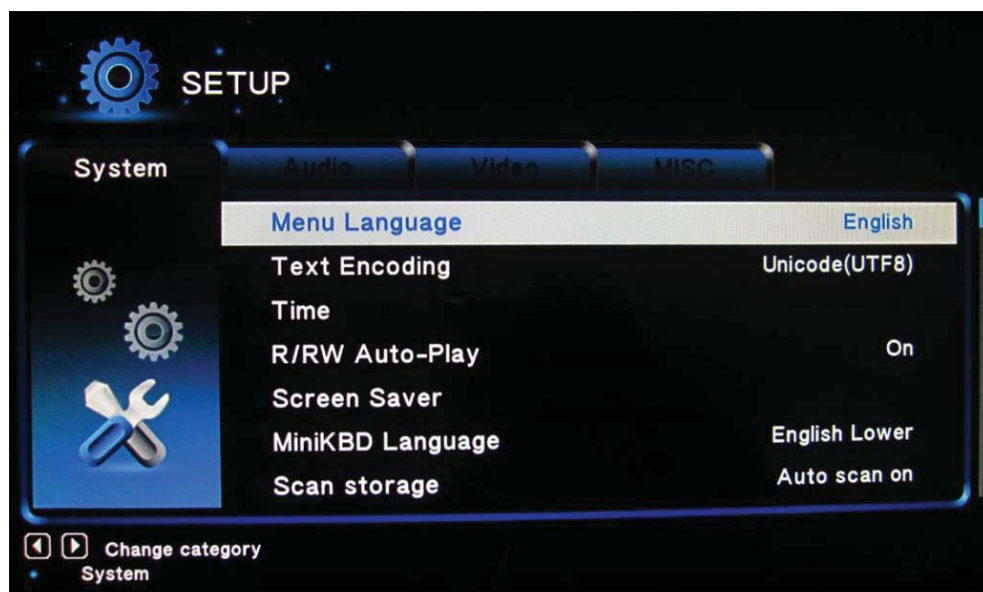 SETUP
System Audio Video MISC
Menu Language English
Text Encoding Unicode(UTF8)
Time
R/RW Auto-Play On
Screen Saver
MiniKBD Language English Lower
Scan storage Auto scan on
Change category
System